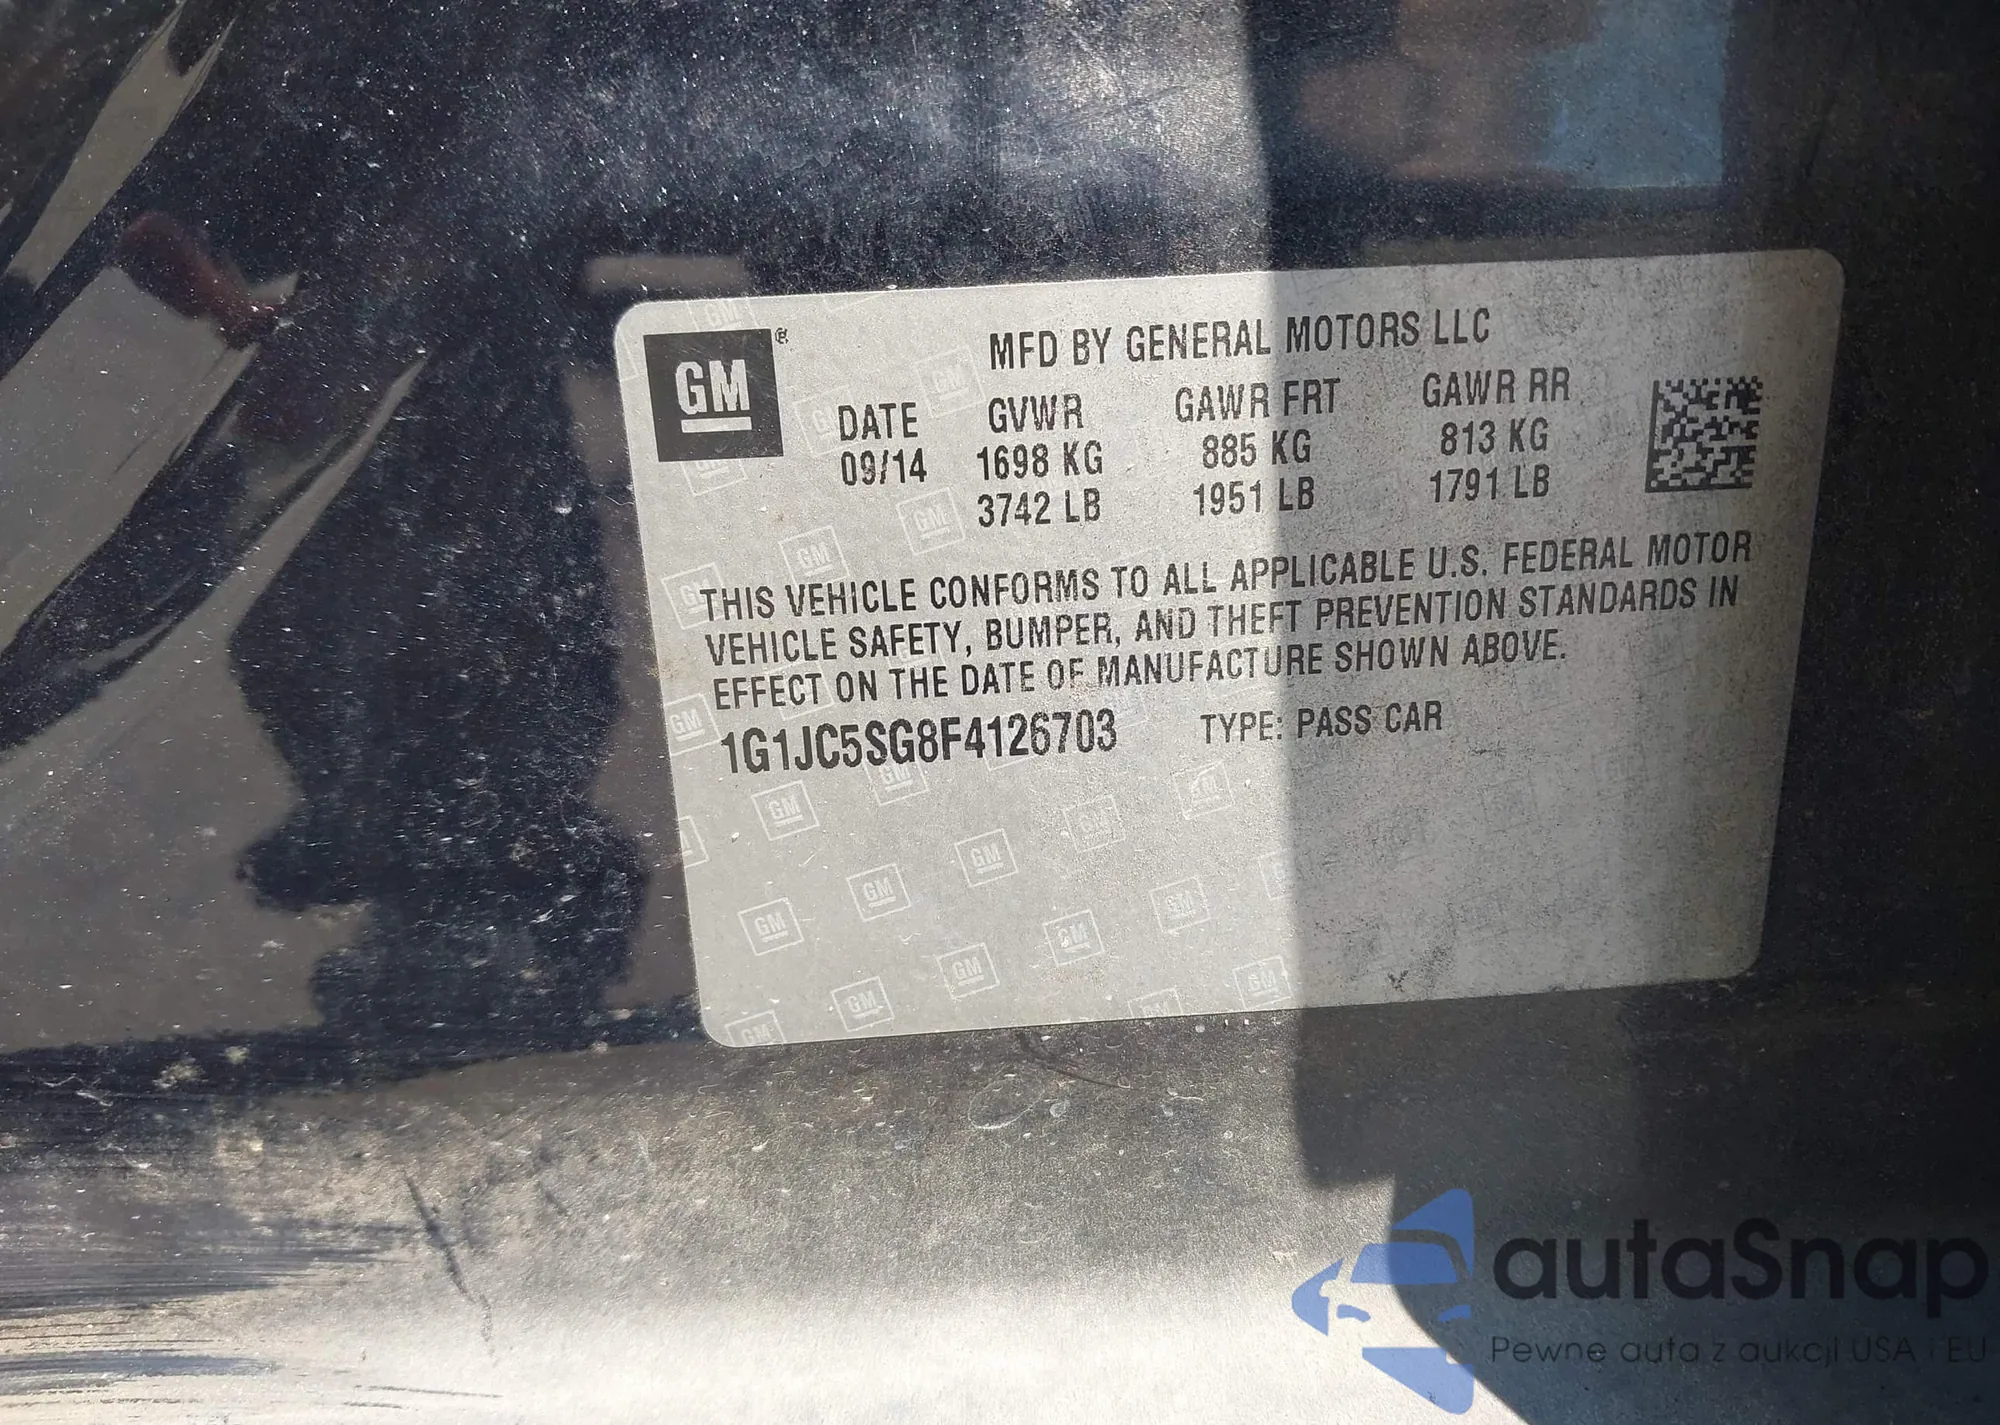 GM
MFD BY GENERAL MOTORS LLC
DATE GVWR GAWR FRT GAWR RR
09/14 1698 KG 885 KG 813 KG
3742 LB 1951 LB 1791 LB
THIS VEHICLE CONFORMS TO ALL APPLICABLE U.S. FEDERAL MOTOR
VEHICLE SAFETY, BUMPER, AND THEFT PREVENTION STANDARDS IN
EFFECT ON THE DATE OF MANUFACTURE SHOWN ABOVE.
1G1JC5SG8F4126703 TYPE: PASS CAR
autaSnap
Pewne auta z aukcji USA i EU